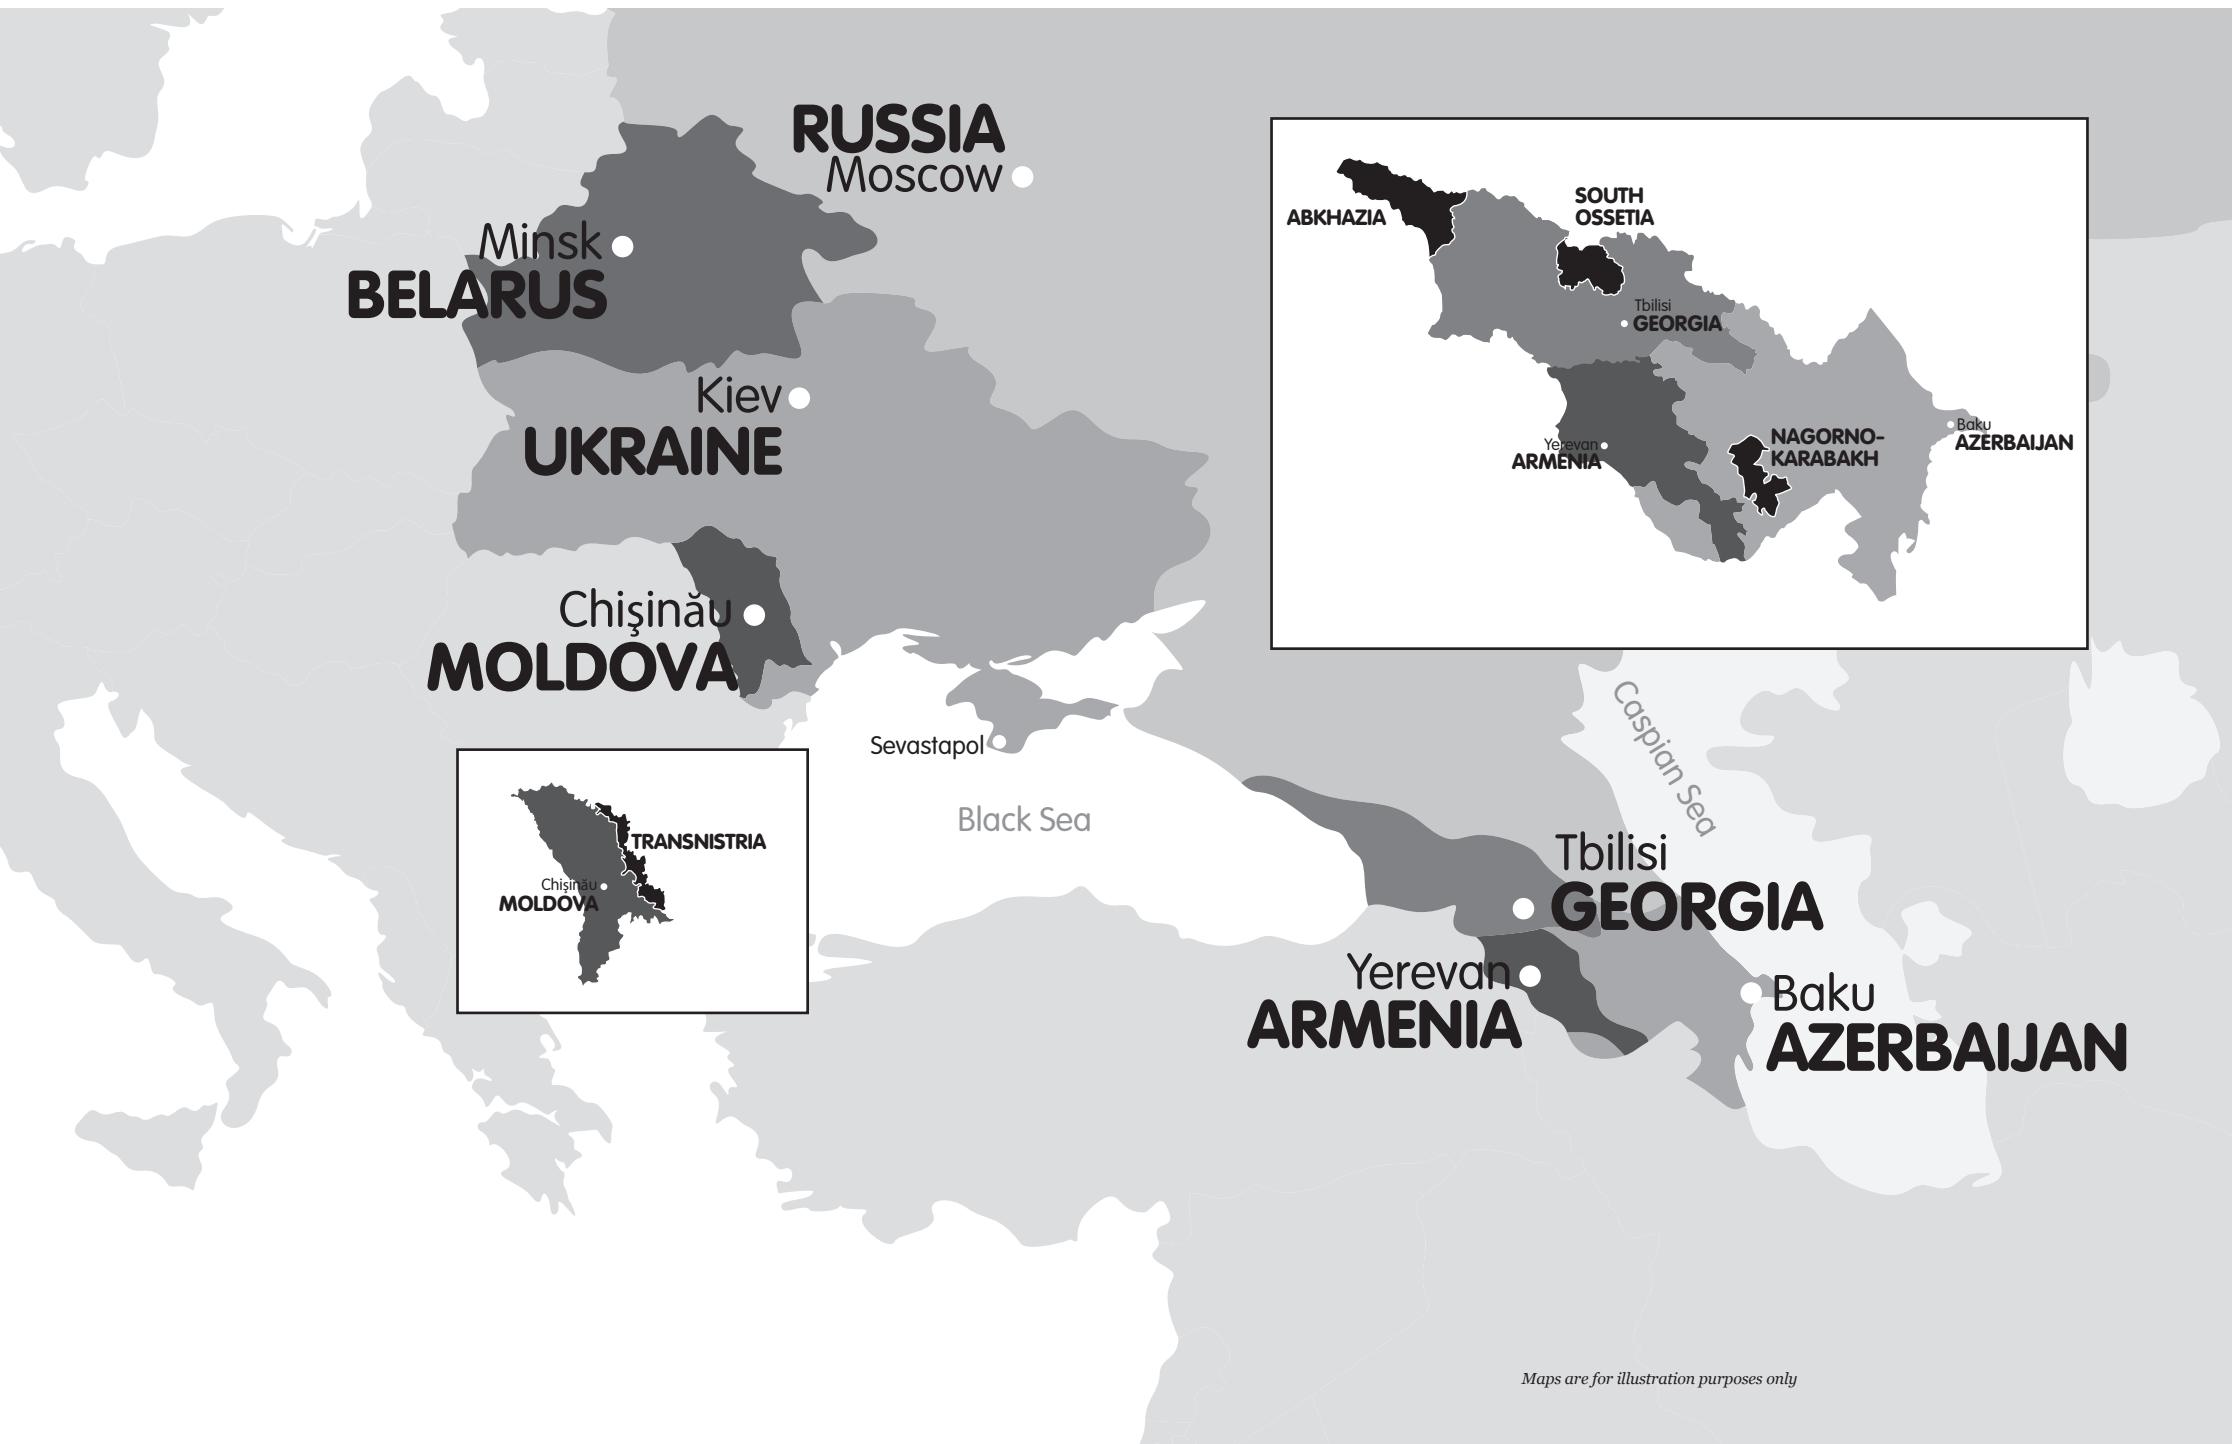 RUSSIA
Moscow
Minsk
BELARUS
Kiev
UKRAINE
Chişinău
MOLDOVA
Sevastapol
Black Sea
Caspian Sea
Tbilisi
GEORGIA
Yerevan
ARMENIA
Baku
AZERBAIJAN
ABKHAZIA
SOUTH
OSSETIA
Tbilisi
GEORGIA
Yerevan
ARMENIA
NAGORNO-
KARABAKH
Baku
AZERBAIJAN
TRANSNISTRIA
Chişinău
MOLDOVA
Maps are for illustration purposes only